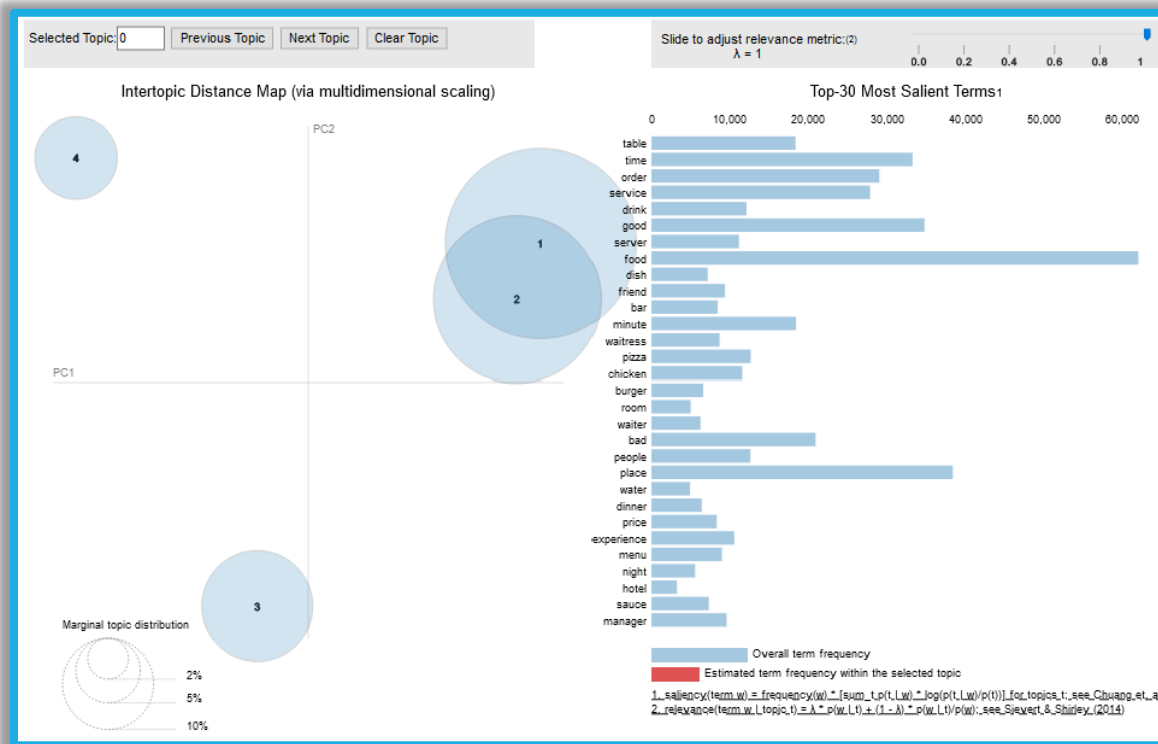 Selected Topic: 0 Previous Topic Next Topic Clear Topic
Slide to adjust relevance metric:(2)
λ = 1
0.0 0.2 0.4 0.6 0.8 1
Intertopic Distance Map (via multidimensional scaling)
PC2
PC1
4
1
2
3
Marginal topic distribution
2%
5%
10%
Top-30 Most Salient Terms1
0 10,000 20,000 30,000 40,000 50,000 60,000
table
time
order
service
drink
good
server
food
dish
friend
bar
minute
waitress
pizza
chicken
burger
room
waiter
bad
people
place
water
dinner
price
experience
menu
night
hotel
sauce
manager
Overall term frequency
Estimated term frequency within the selected topic
1. saliency(term w) = frequency(w) * [sum_t p(t | w) * log(p(t | w)/p(t))] for topics t; see Chuang et. a
2. relevance(term w | topic t) = λ * p(w | t) + (1 - λ) * p(w | t)/p(w); see Sievert & Shirley (2014)